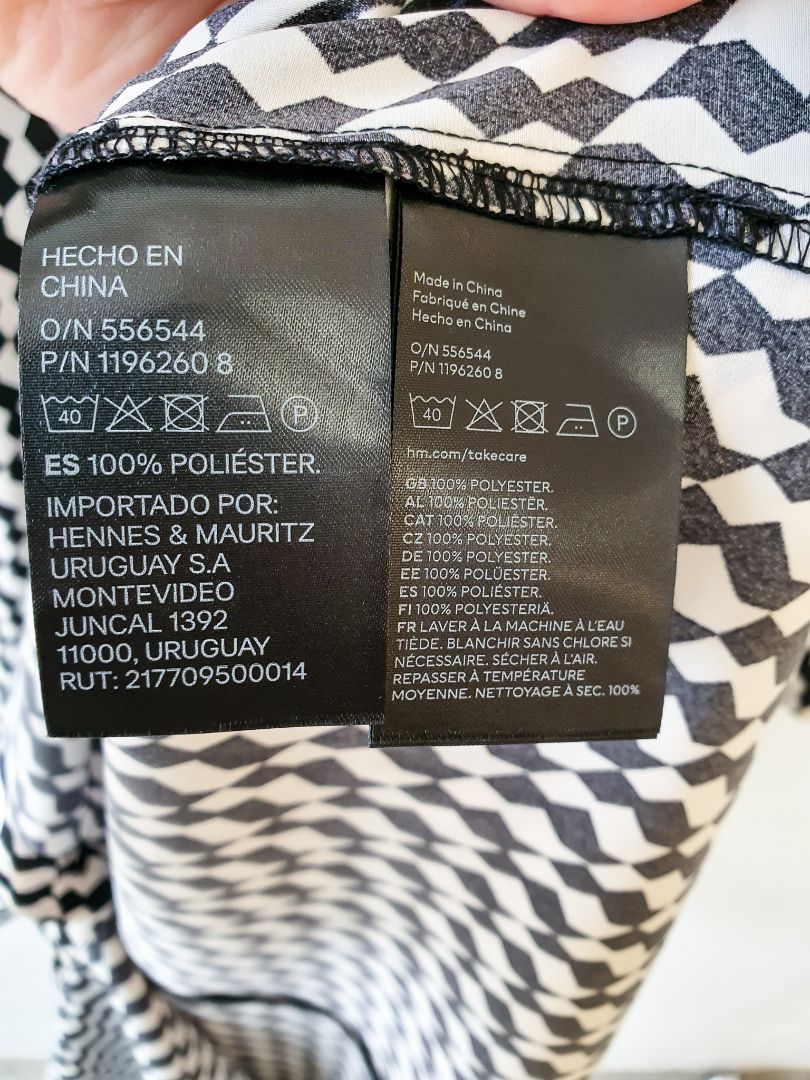 HECHO EN
CHINA
O/N 556544
P/N 1196260 8
40
P
ES 100% POLIÉSTER.
IMPORTADO POR:
HENNES & MAURITZ
URUGUAY S.A
MONTEVIDEO
JUNCAL 1392
11000, URUGUAY
RUT: 217709500014
Made in China
Fabriqué en Chine
Hecho en China
O/N 556544
P/N 1196260 8
40
P
hm.com/takecare
GB 100% POLYESTER.
AL 100% POLIESTËR.
CAT 100% POLIÈSTER.
CZ 100% POLYESTER.
DE 100% POLYESTER.
EE 100% POLÜESTER.
ES 100% POLIÉSTER.
FI 100% POLYESTERIÄ.
FR LAVER À LA MACHINE À L'EAU
TIÈDE. BLANCHIR SANS CHLORE SI
NÉCESSAIRE. SÉCHER À L'AIR.
REPASSER À TEMPÉRATURE
MOYENNE. NETTOYAGE À SEC. 100%